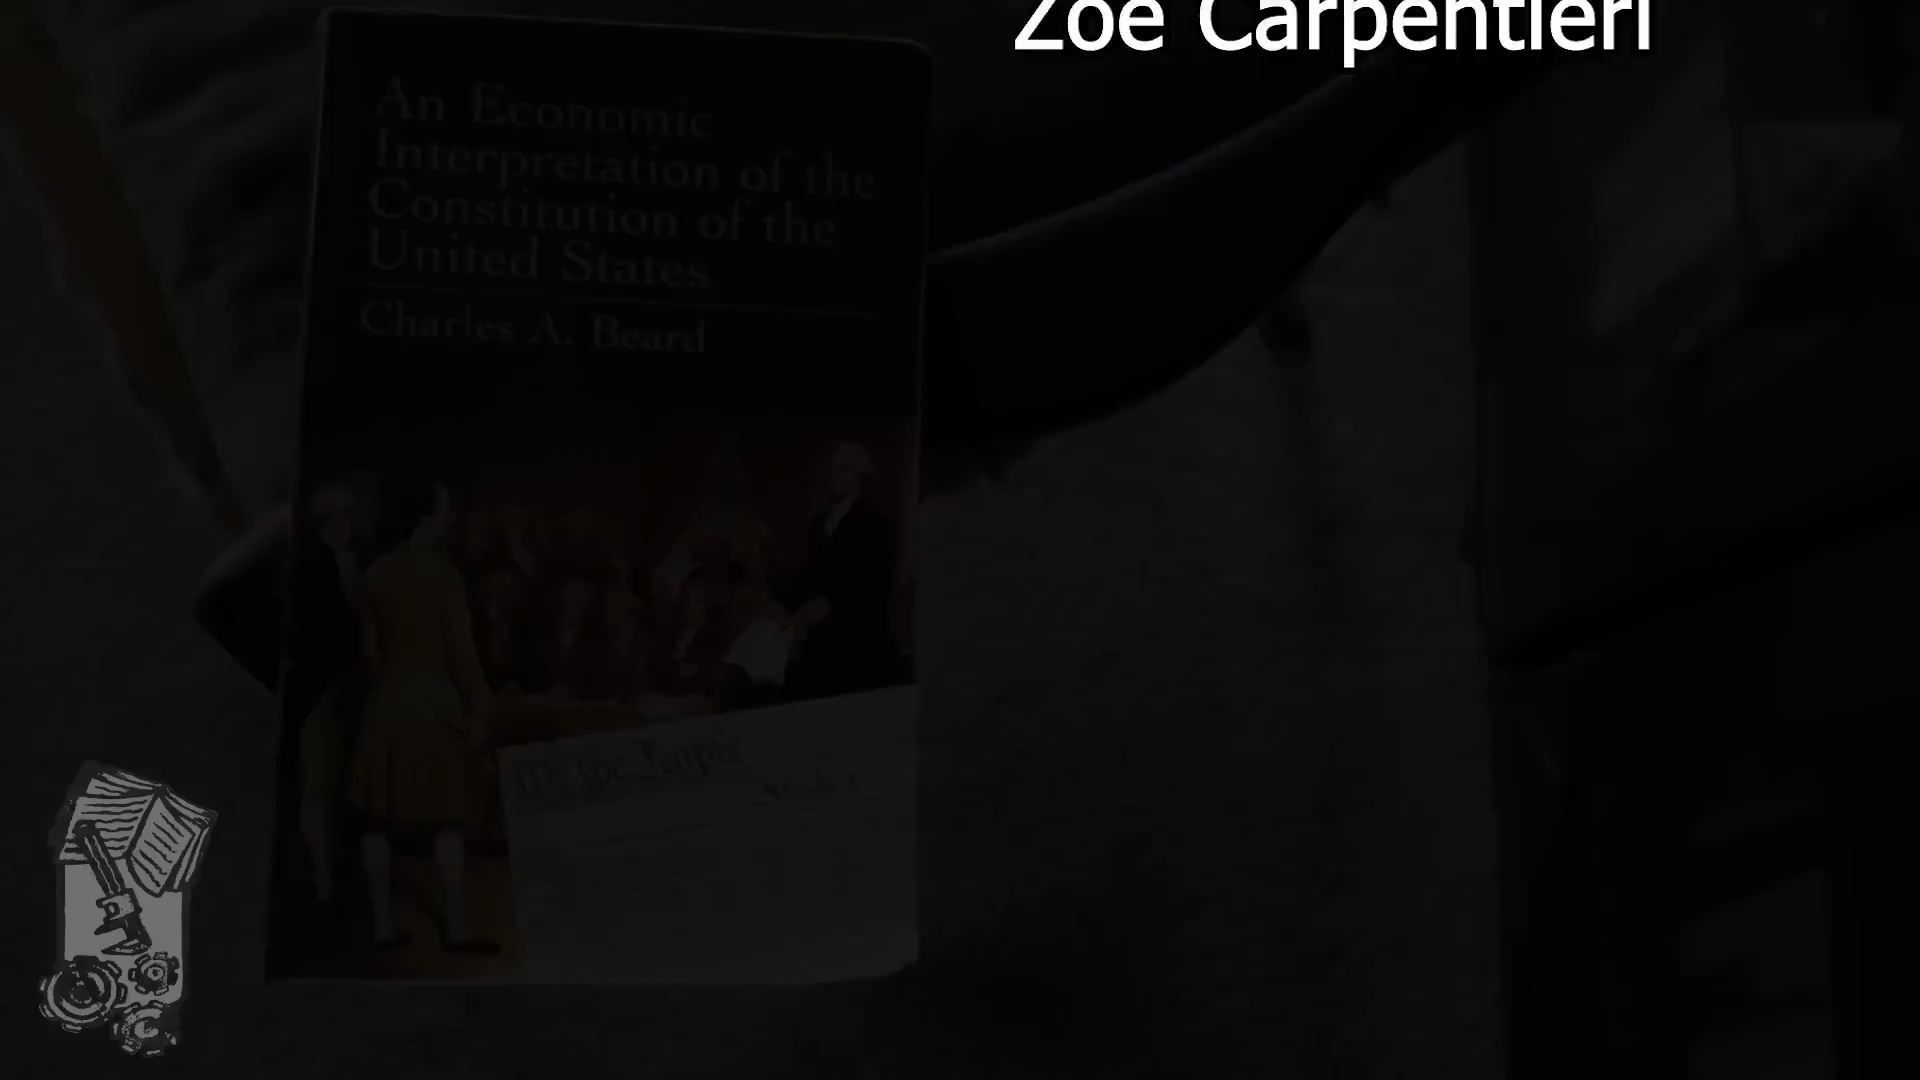 Zoe Carpentieri
An Economic
Interpretation of the
Constitution of the
United States
Charles A. Beard
We the People